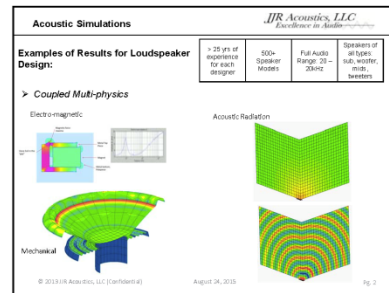 Acoustic Simulations
JJR Acoustics, LLC
Excellence in Audio
Examples of Results for Loudspeaker
Design:
> 25 yrs of
experience
for each
designer
500+
Speaker
Models
Full Audio
Range: 20 –
20kHz
Speakers of
all types:
sub, woofer,
mids,
tweeters
➤ Coupled Multi-physics
Electro-magnetic
Acoustic Radiation
Mechanical
© 2019 JJR Acoustics, LLC (Confidential)
August 24, 2019
Pg. 2